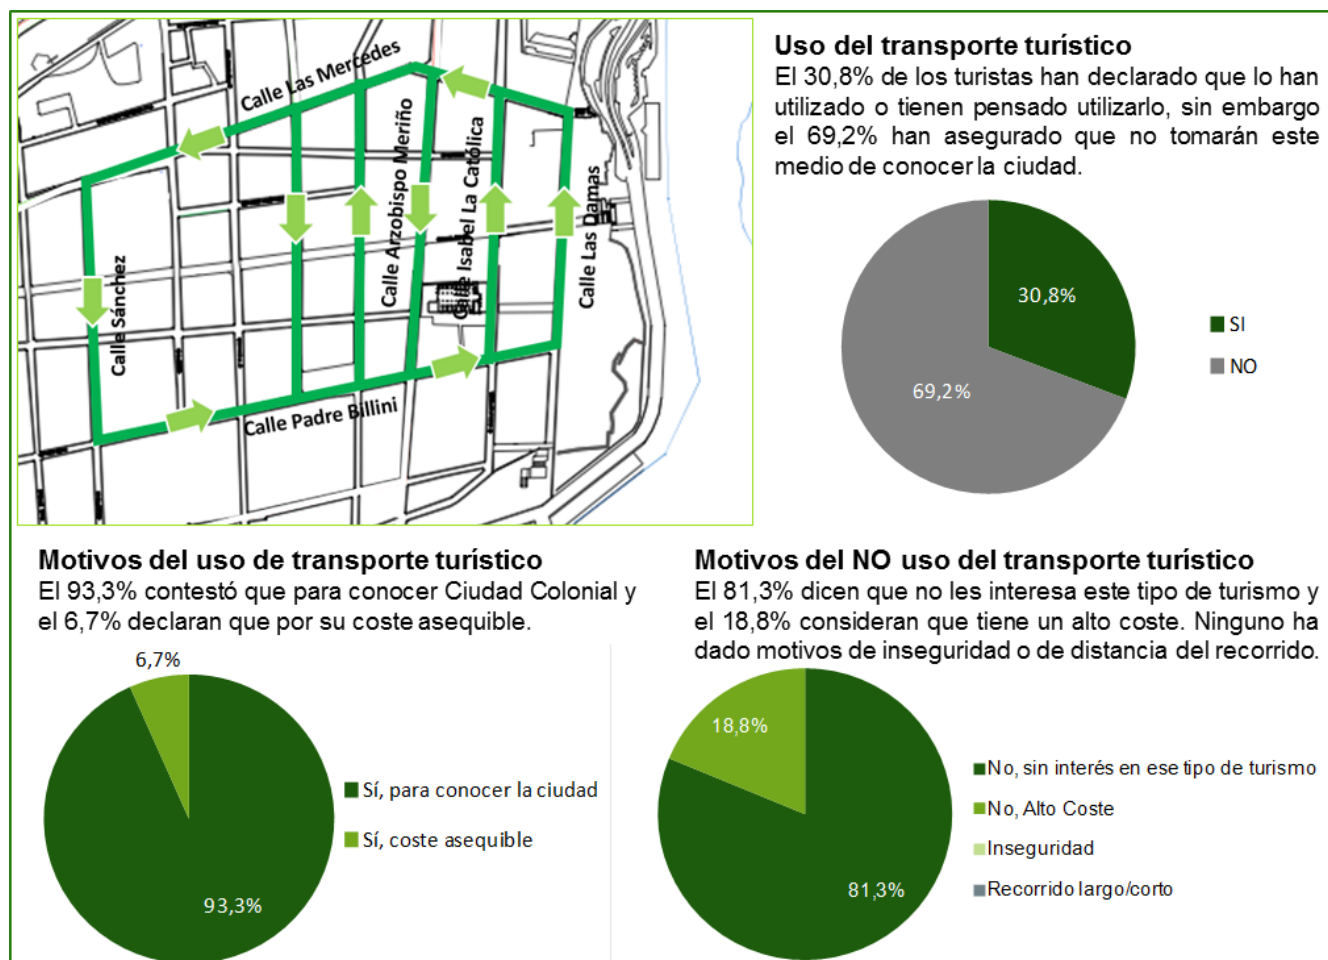 Calle Las Mercedes
Calle Sánchez
Calle Arzobispo Meriño
Calle Isabel La Católica
Calle Las Damas
Calle Padre Billini
Uso del transporte turístico
El 30,8% de los turistas han declarado que lo han
utilizado o tienen pensado utilizarlo, sin embargo
el 69,2% han asegurado que no tomarán este
medio de conocer la ciudad.
30,8%
69,2%
SI
NO
Motivos del uso de transporte turístico
El 93,3% contestó que para conocer Ciudad Colonial y
el 6,7% declaran que por su coste asequible.
6,7%
93,3%
Sí, para conocer la ciudad
Sí, coste asequible
Motivos del NO uso del transporte turístico
El 81,3% dicen que no les interesa este tipo de turismo y
el 18,8% consideran que tiene un alto coste. Ninguno ha
dado motivos de inseguridad o de distancia del recorrido.
18,8%
81,3%
No, sin interés en ese tipo de turismo
No, Alto Coste
Inseguridad
Recorrido largo/corto